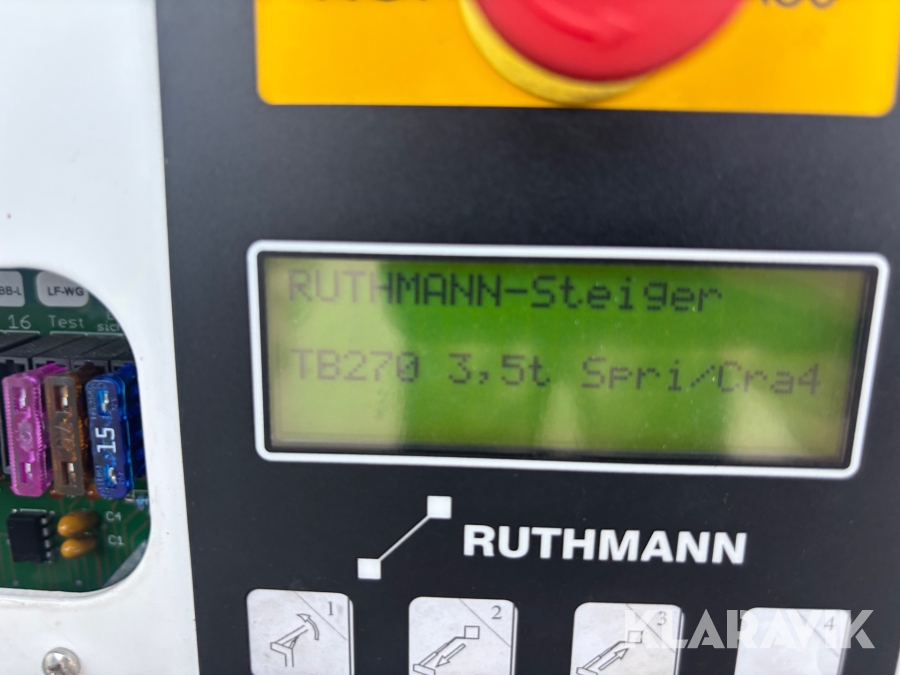 RUTHMANN-Steiger
BB-L LF-WG
16 Test
TB270 3,5t Spri/Cra4
15
C4
C1
RUTHMANN
1 2 3 4
KLARAVIK